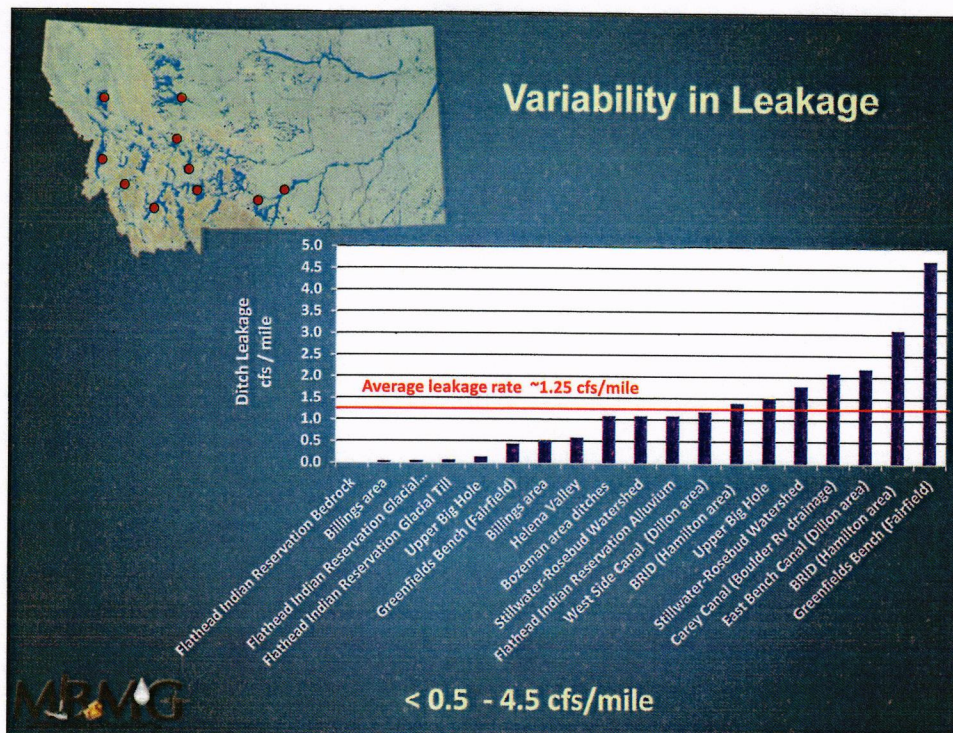 Variability in Leakage
Ditch Leakage
cfs / mile
5.0
4.5
4.0
3.5
3.0
2.5
2.0
1.5
1.0
0.5
0.0
Average leakage rate ~1.25 cfs/mile
Flathead Indian Reservation Bedrock
Billings area
Flathead Indian Reservation Glacial...
Flathead Indian Reservation Glacial Till
Upper Big Hole
Greenfields Bench (Fairfield)
Billings area
Helena Valley
Bozeman area ditches
Stillwater-Rosebud Watershed
Flathead Indian Reservation Alluvium
West Side Canal (Dillon area)
BRID (Hamilton area)
Upper Big Hole
Stillwater-Rosebud Watershed
Carey Canal (Boulder Rv drainage)
East Bench Canal (Dillon area)
BRID (Hamilton area)
Greenfields Bench (Fairfield)
MBMG
< 0.5 - 4.5 cfs/mile